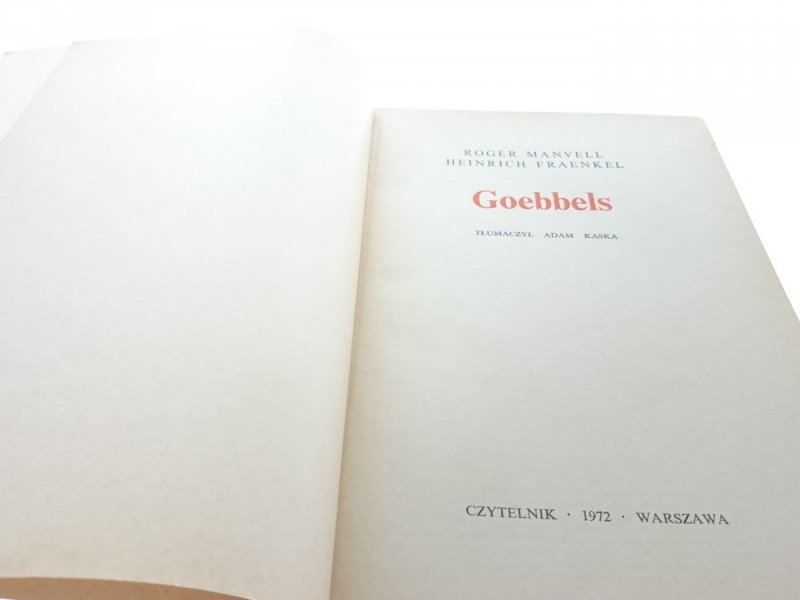 ROGER MANVELL
HEINRICH FRAENKEL
Goebbels
TŁUMACZYŁ ADAM KASKA
CZYTELNIK · 1972 · WARSZAWA